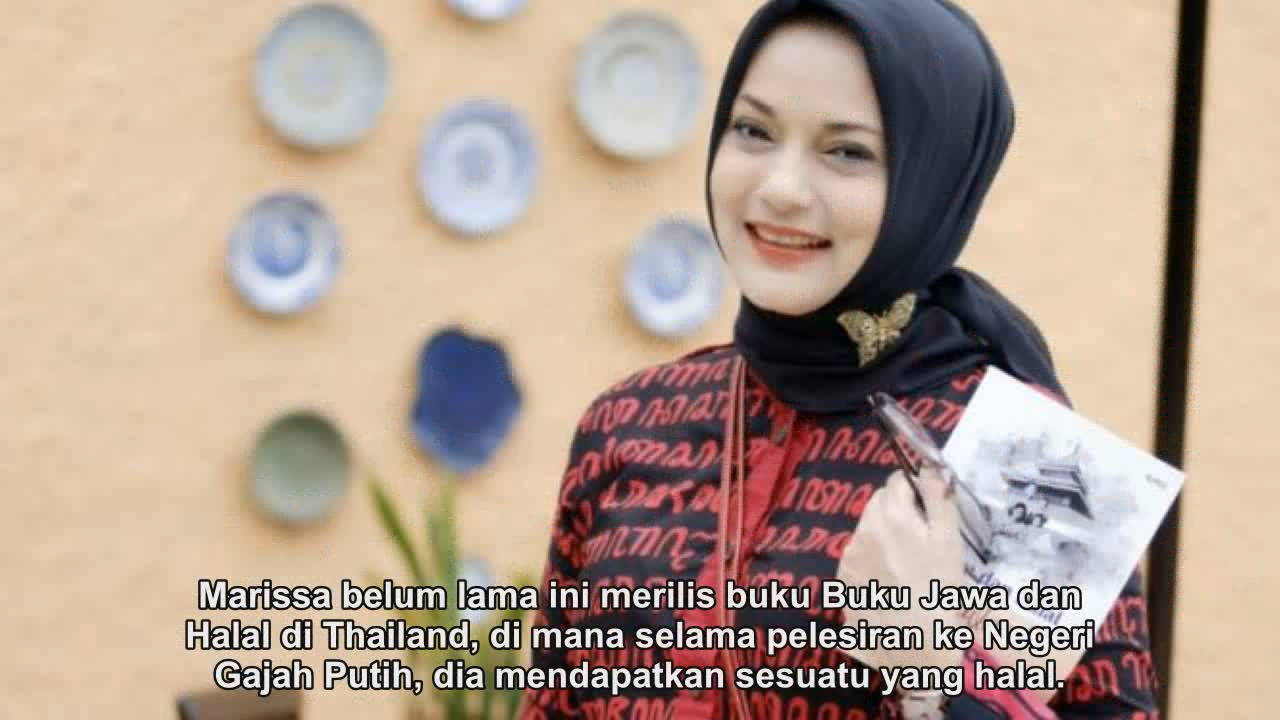 Marissa belum lama ini merilis buku Buku Jawa dan
Halal di Thailand, di mana selama pelesiran ke Negeri
Gajah Putih, dia mendapatkan sesuatu yang halal.